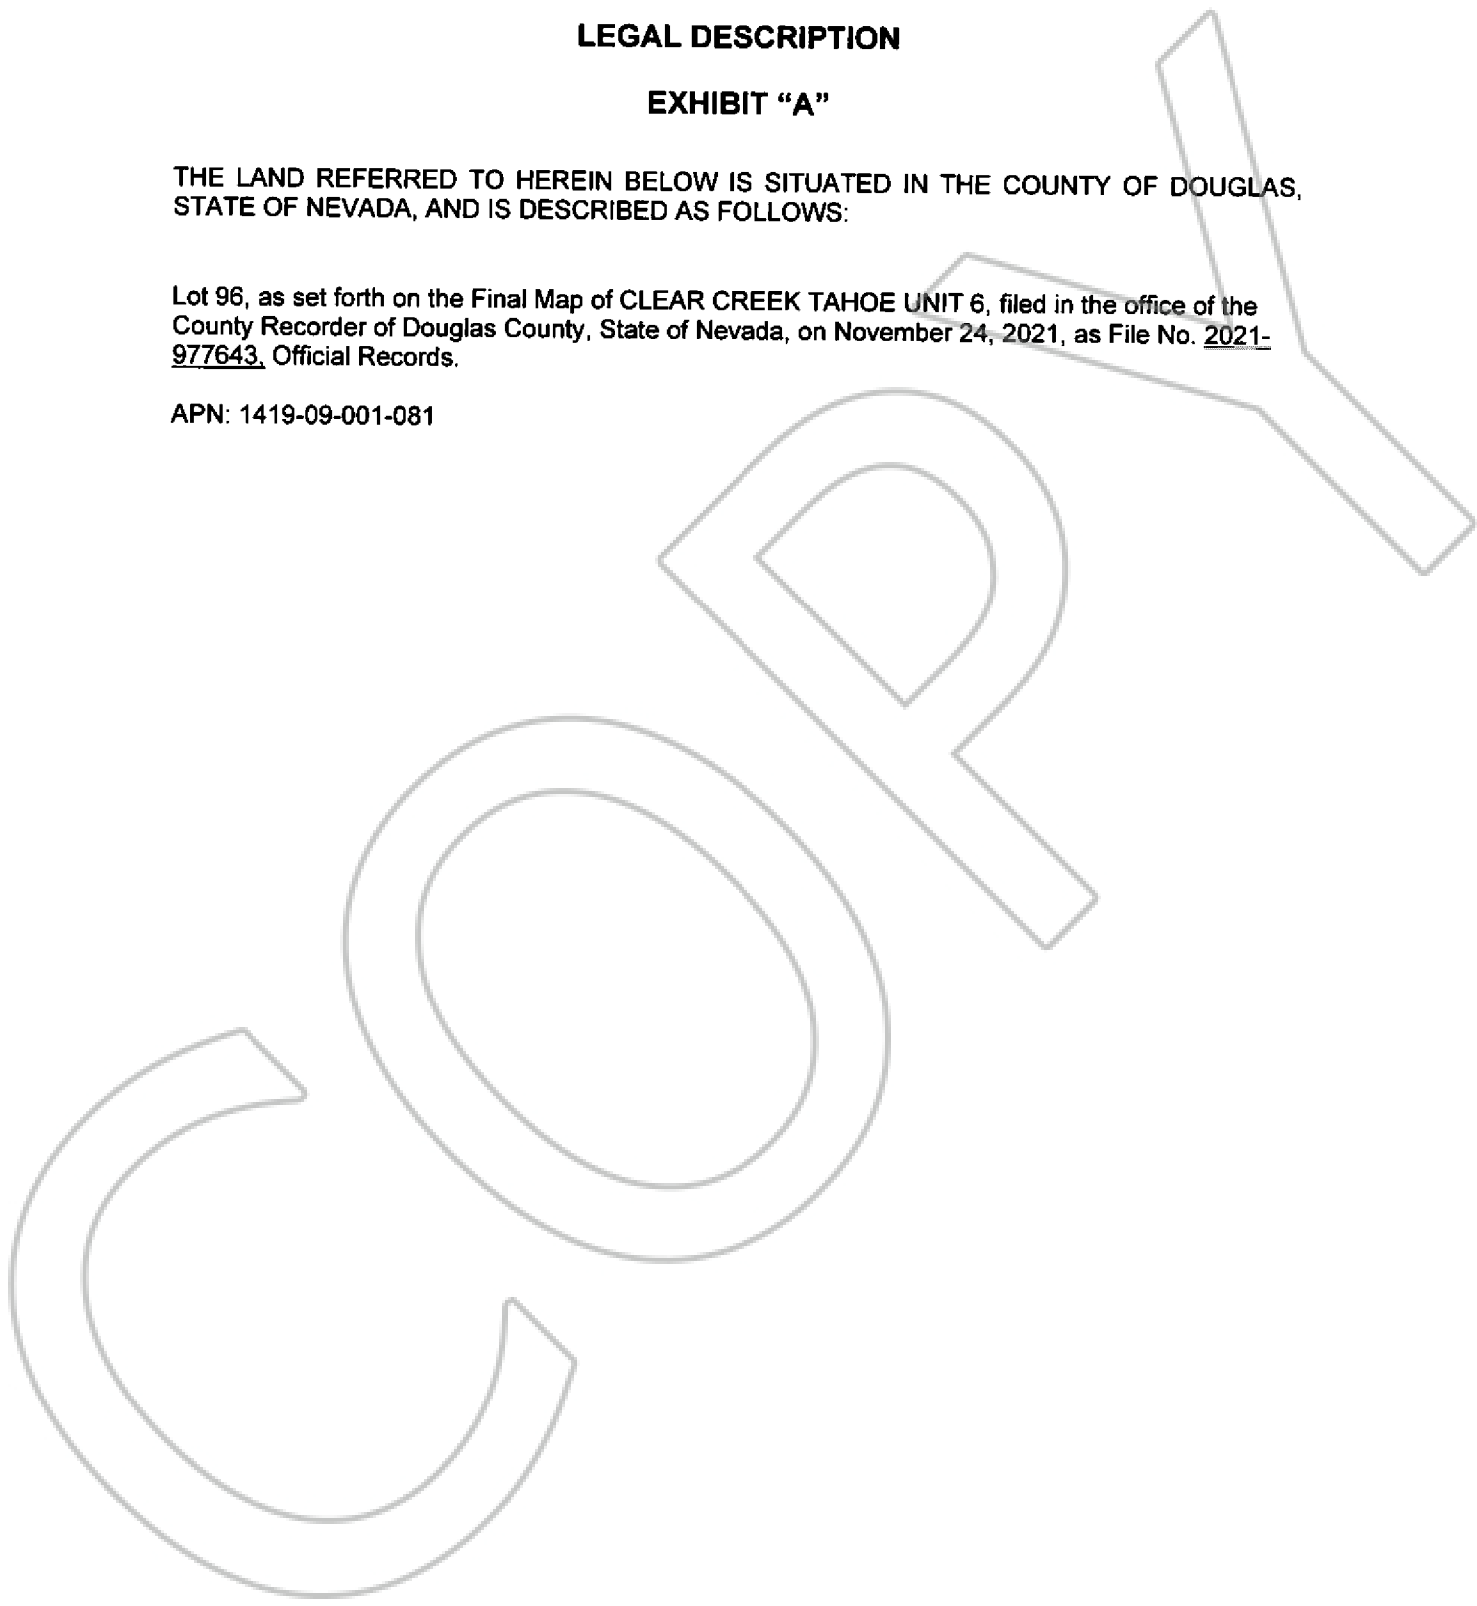 LEGAL DESCRIPTION
EXHIBIT “A”
THE LAND REFERRED TO HEREIN BELOW IS SITUATED IN THE COUNTY OF DOUGLAS,
STATE OF NEVADA, AND IS DESCRIBED AS FOLLOWS:
Lot 96, as set forth on the Final Map of CLEAR CREEK TAHOE UNIT 6, filed in the office of the
County Recorder of Douglas County, State of Nevada, on November 24, 2021, as File No. 2021-
977643, Official Records.
APN: 1419-09-001-081
COPY